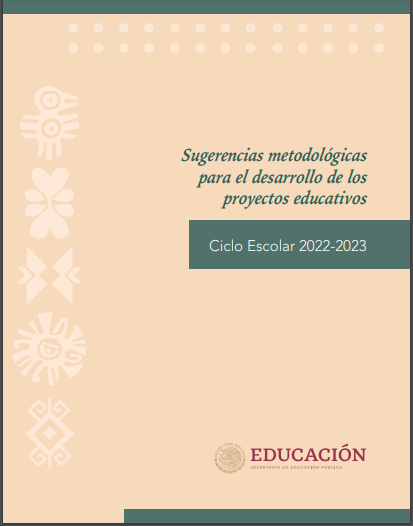 Sugerencias metodológicas
para el desarrollo de los
proyectos educativos
Ciclo Escolar 2022-2023
EDUCACIÓN
SECRETARÍA DE EDUCACIÓN PÚBLICA